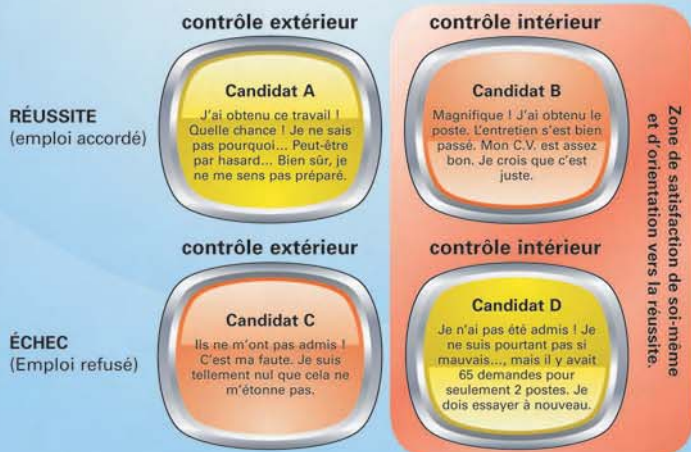 contrôle extérieur
contrôle intérieur
RÉUSSITE
(emploi accordé)
Candidat A
J'ai obtenu ce travail !
Quelle chance ! Je ne sais
pas pourquoi... Peut-être
par hasard... Bien sûr, je
ne me sens pas préparé.
Candidat B
Magnifique ! J'ai obtenu le
poste. L'entretien s'est bien
passé. Mon C.V. est assez
bon. Je crois que c'est
juste.
contrôle extérieur
contrôle intérieur
ÉCHEC
(Emploi refusé)
Candidat C
Ils ne m'ont pas admis !
C'est ma faute. Je suis
tellement nul que cela ne
m'étonne pas.
Candidat D
Je n'ai pas été admis ! Je
ne suis pourtant pas si
mauvais..., mais il y avait
65 demandes pour
seulement 2 postes. Je
dois essayer à nouveau.
Zone de satisfaction de soi-même
et d'orientation vers la réussite.